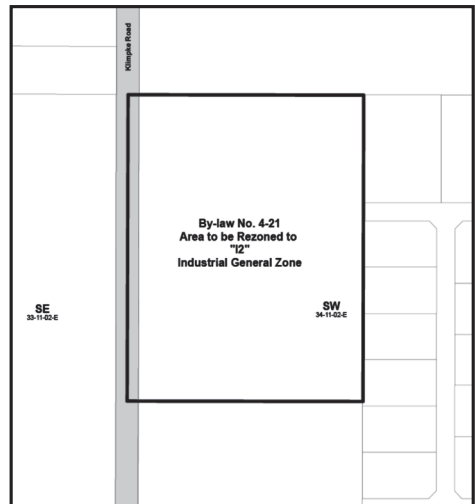 Klimpke Road
By-law No. 4-21
Area to be Rezoned to
"I2"
Industrial General Zone
SE
33-11-02-E
SW
34-11-02-E